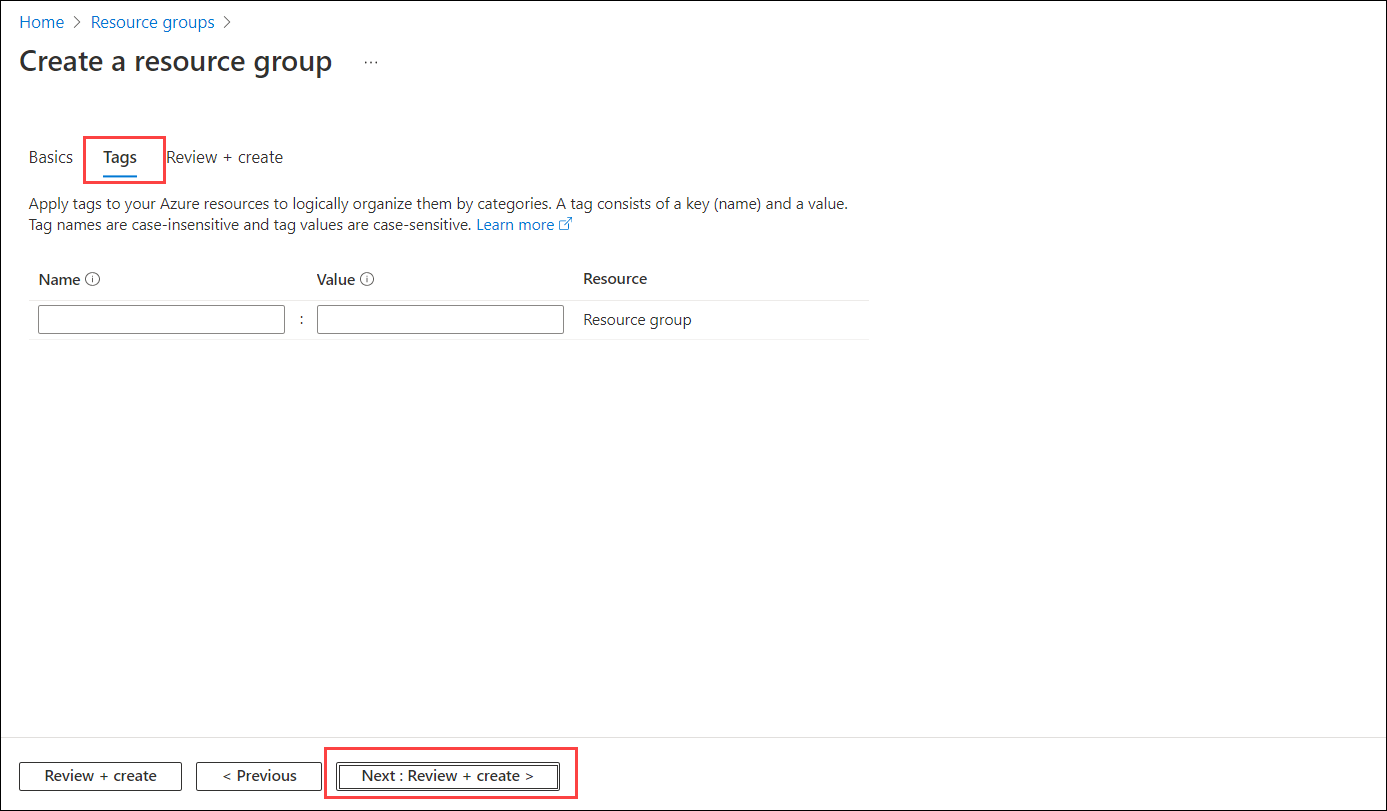 Home > Resource groups >
Create a resource group ...
Basics Tags Review + create
Apply tags to your Azure resources to logically organize them by categories. A tag consists of a key (name) and a value.
Tag names are case-insensitive and tag values are case-sensitive. Learn more
Name Value Resource
: Resource group
Review + create < Previous Next : Review + create >